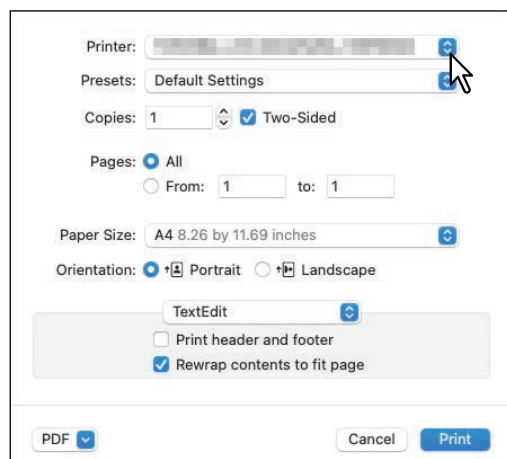 Printer:
Presets: Default Settings
Copies: 1 Two-Sided
Pages: All
From: 1 to: 1
Paper Size: A4 8.26 by 11.69 inches
Orientation: Portrait Landscape
TextEdit
Print header and footer
Rewrap contents to fit page
PDF Cancel Print